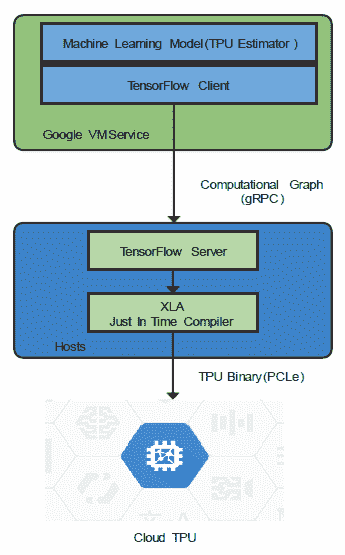 Machine Learning Model(TPU Estimator )
TensorFlow Client
Google VMService
Computational Graph
(gRPC)
TensorFlow Server
XLA
Just In Time Compiler
Hosts
TPU Binary(PCLe)
Cloud TPU